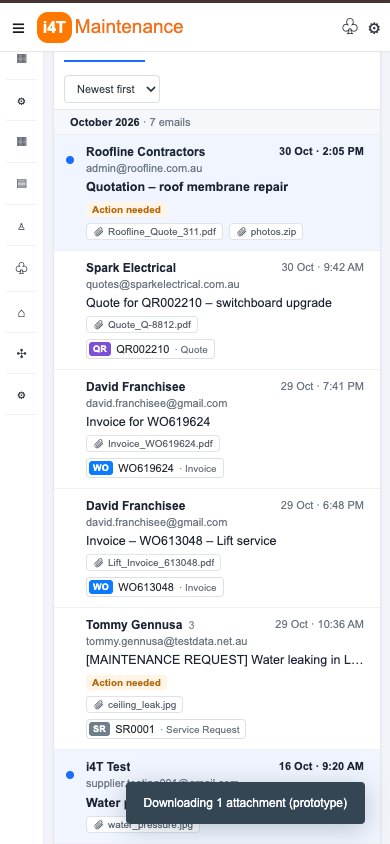 i4T Maintenance
Newest first
October 2026 · 7 emails
Roofline Contractors 30 Oct · 2:05 PM
admin@roofline.com.au
Quotation – roof membrane repair
Action needed
Roofline_Quote_311.pdf photos.zip
Spark Electrical 30 Oct · 9:42 AM
quotes@sparkelectrical.com.au
Quote for QR002210 – switchboard upgrade
Quote_Q-8812.pdf
QR QR002210 · Quote
David Franchisee 29 Oct · 7:41 PM
david.franchisee@gmail.com
Invoice for WO619624
Invoice_WO619624.pdf
WO WO619624 · Invoice
David Franchisee 29 Oct · 6:48 PM
david.franchisee@gmail.com
Invoice – WO613048 – Lift service
Lift_Invoice_613048.pdf
WO WO613048 · Invoice
Tommy Gennusa 3 29 Oct · 10:36 AM
tommy.gennusa@testdata.net.au
[MAINTENANCE REQUEST] Water leaking in L…
Action needed
ceiling_leak.jpg
SR SR0001 · Service Request
i4T Test 16 Oct · 9:20 AM
Water
Downloading 1 attachment (prototype)
water_pressure.jpg